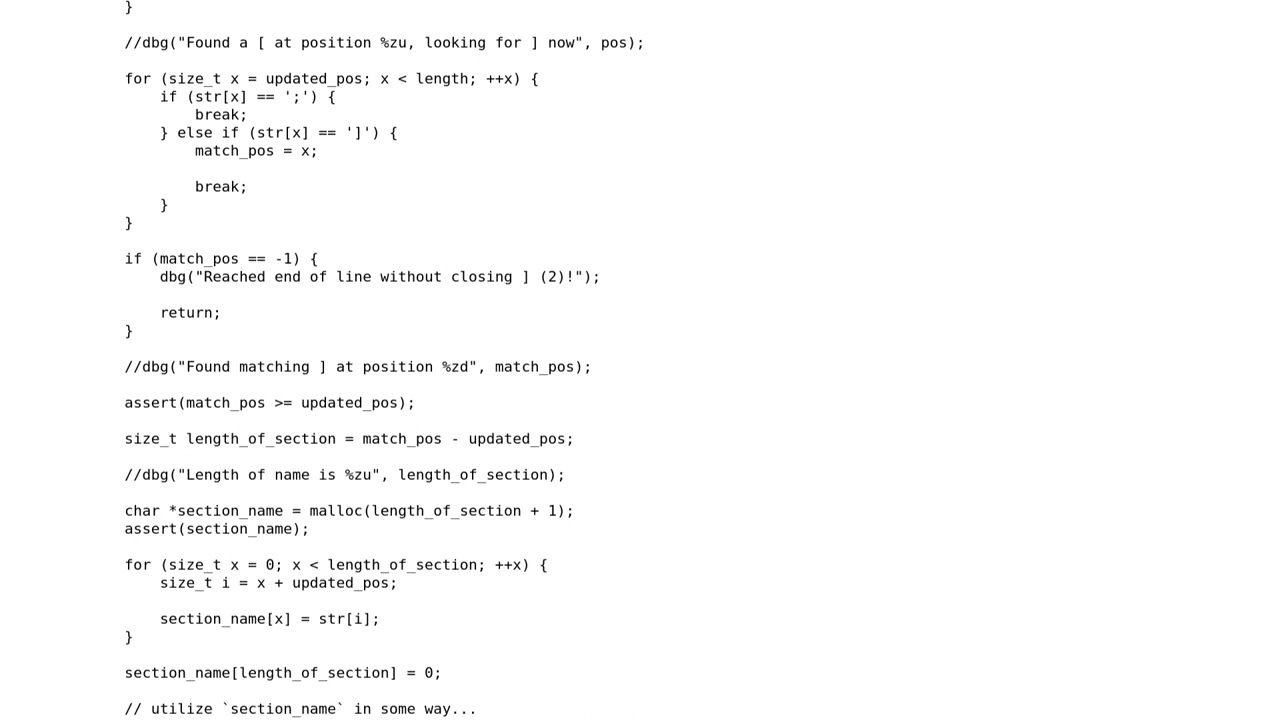 }
//dbg("Found a [ at position %zu, looking for ] now", pos);
for (size_t x = updated_pos; x < length; ++x) {
if (str[x] == ';') {
break;
} else if (str[x] == ']') {
match_pos = x;
break;
}
}
if (match_pos == -1) {
dbg("Reached end of line without closing ] (2)!");
return;
}
//dbg("Found matching ] at position %zd", match_pos);
assert(match_pos >= updated_pos);
size_t length_of_section = match_pos - updated_pos;
//dbg("Length of name is %zu", length_of_section);
char *section_name = malloc(length_of_section + 1);
assert(section_name);
for (size_t x = 0; x < length_of_section; ++x) {
size_t i = x + updated_pos;
section_name[x] = str[i];
}
section_name[length_of_section] = 0;
// utilize `section_name` in some way...